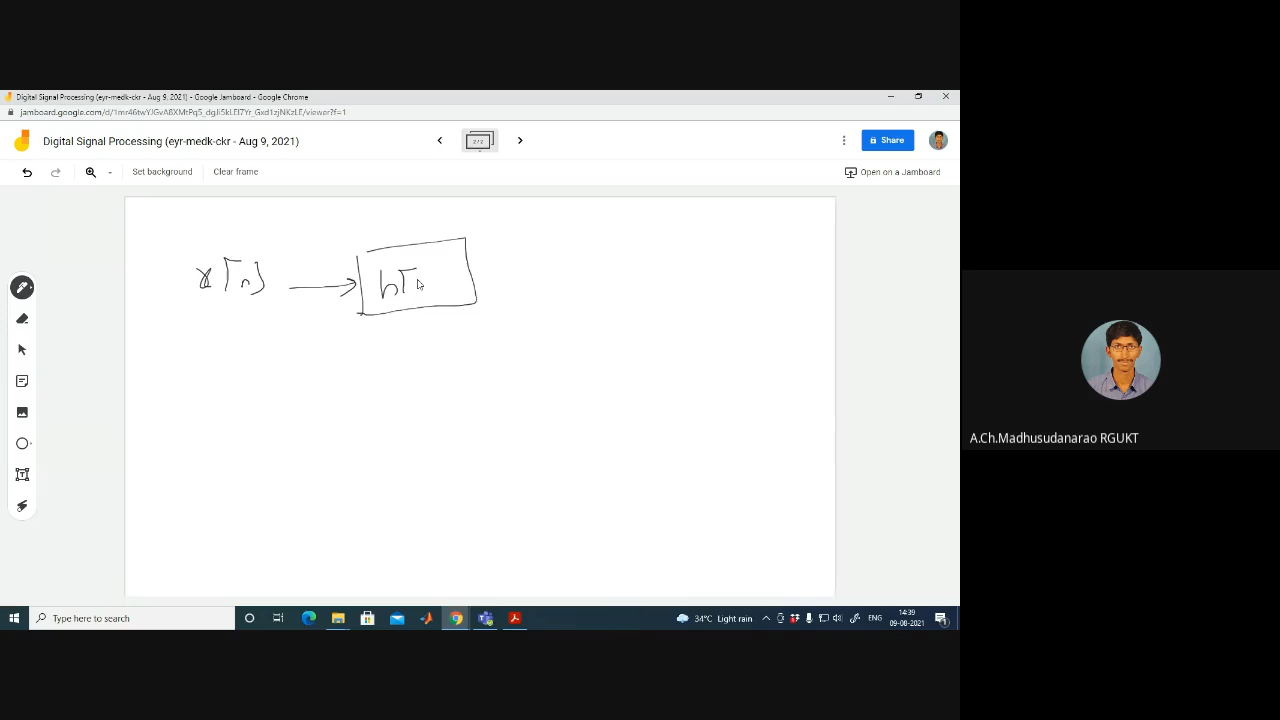 Digital Signal Processing (eyr-medk-ckr - Aug 9, 2021) - Google Jamboard - Google Chrome
Digital Signal Processing (eyr-medk-ckr - Aug 9, 2021)
2 / 2
Share
Set background
Clear frame
Open on a Jamboard
x[n]
h[
A.Ch.Madhusudanarao RGUKT
Type here to search
34°C Light rain
ENG
14:39
09-08-2021